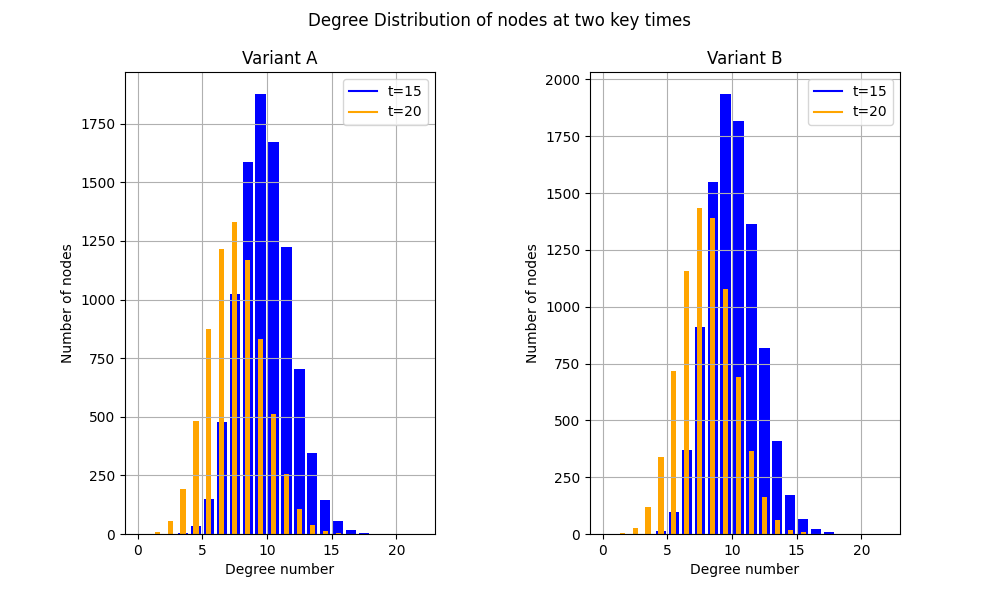 Degree Distribution of nodes at two key times
Variant A
t=15
t=20
1750
1500
1250
1000
750
500
250
0
Number of nodes
0 5 10 15 20
Degree number
Variant B
t=15
t=20
2000
1750
1500
1250
1000
750
500
250
0
Number of nodes
0 5 10 15 20
Degree number